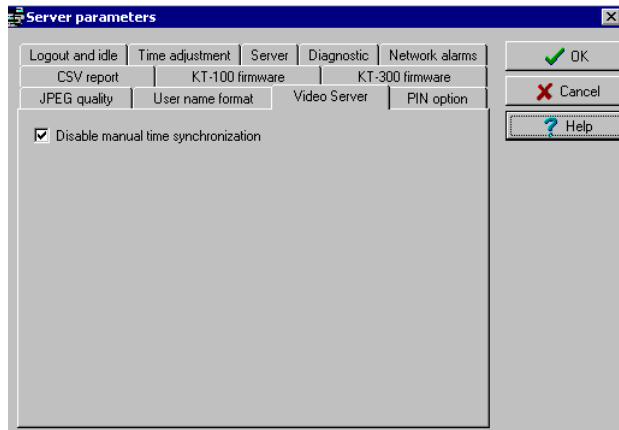 Server parameters
Logout and idle Time adjustment Server Diagnostic Network alarms
CSV report KT-100 firmware KT-300 firmware
JPEG quality User name format Video Server PIN option
Disable manual time synchronization
OK
Cancel
Help